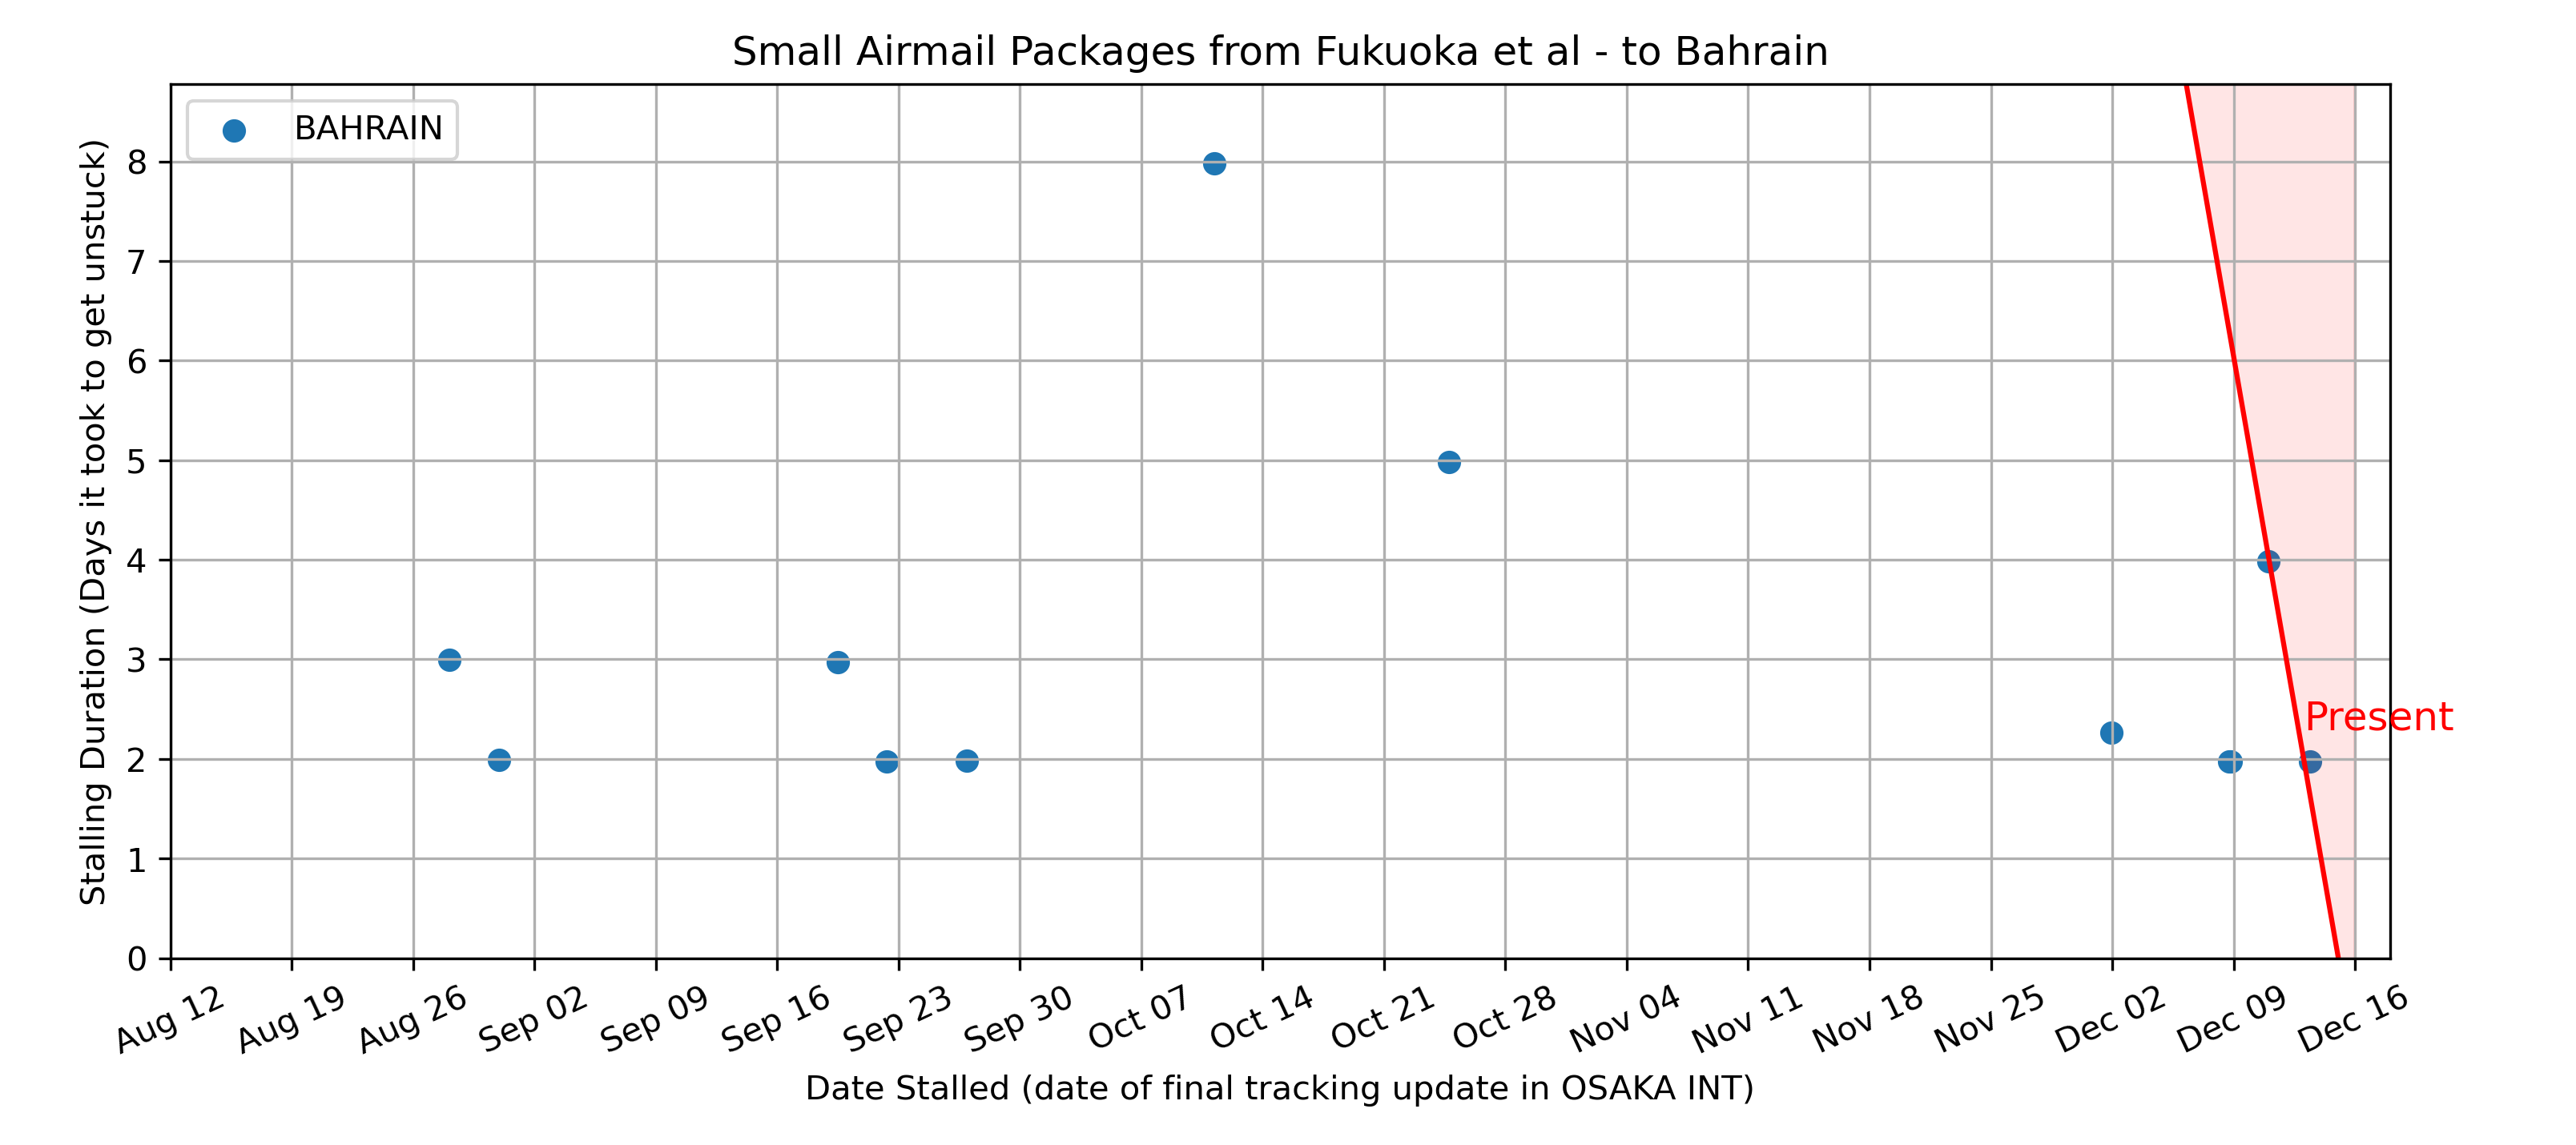 Small Airmail Packages from Fukuoka et al - to Bahrain
BAHRAIN
Stalling Duration (Days it took to get unstuck)
8
7
6
5
4
3
2
1
0
Present
Aug 12
Aug 19
Aug 26
Sep 02
Sep 09
Sep 16
Sep 23
Sep 30
Oct 07
Oct 14
Oct 21
Oct 28
Nov 04
Nov 11
Nov 18
Nov 25
Dec 02
Dec 09
Dec 16
Date Stalled (date of final tracking update in OSAKA INT)